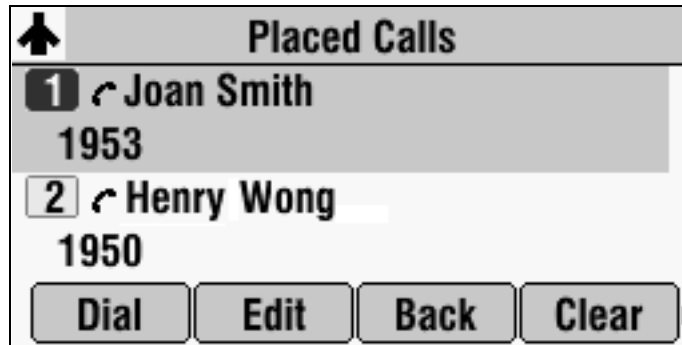 Placed Calls
1 Joan Smith
1953
2 Henry Wong
1950
Dial Edit Back Clear